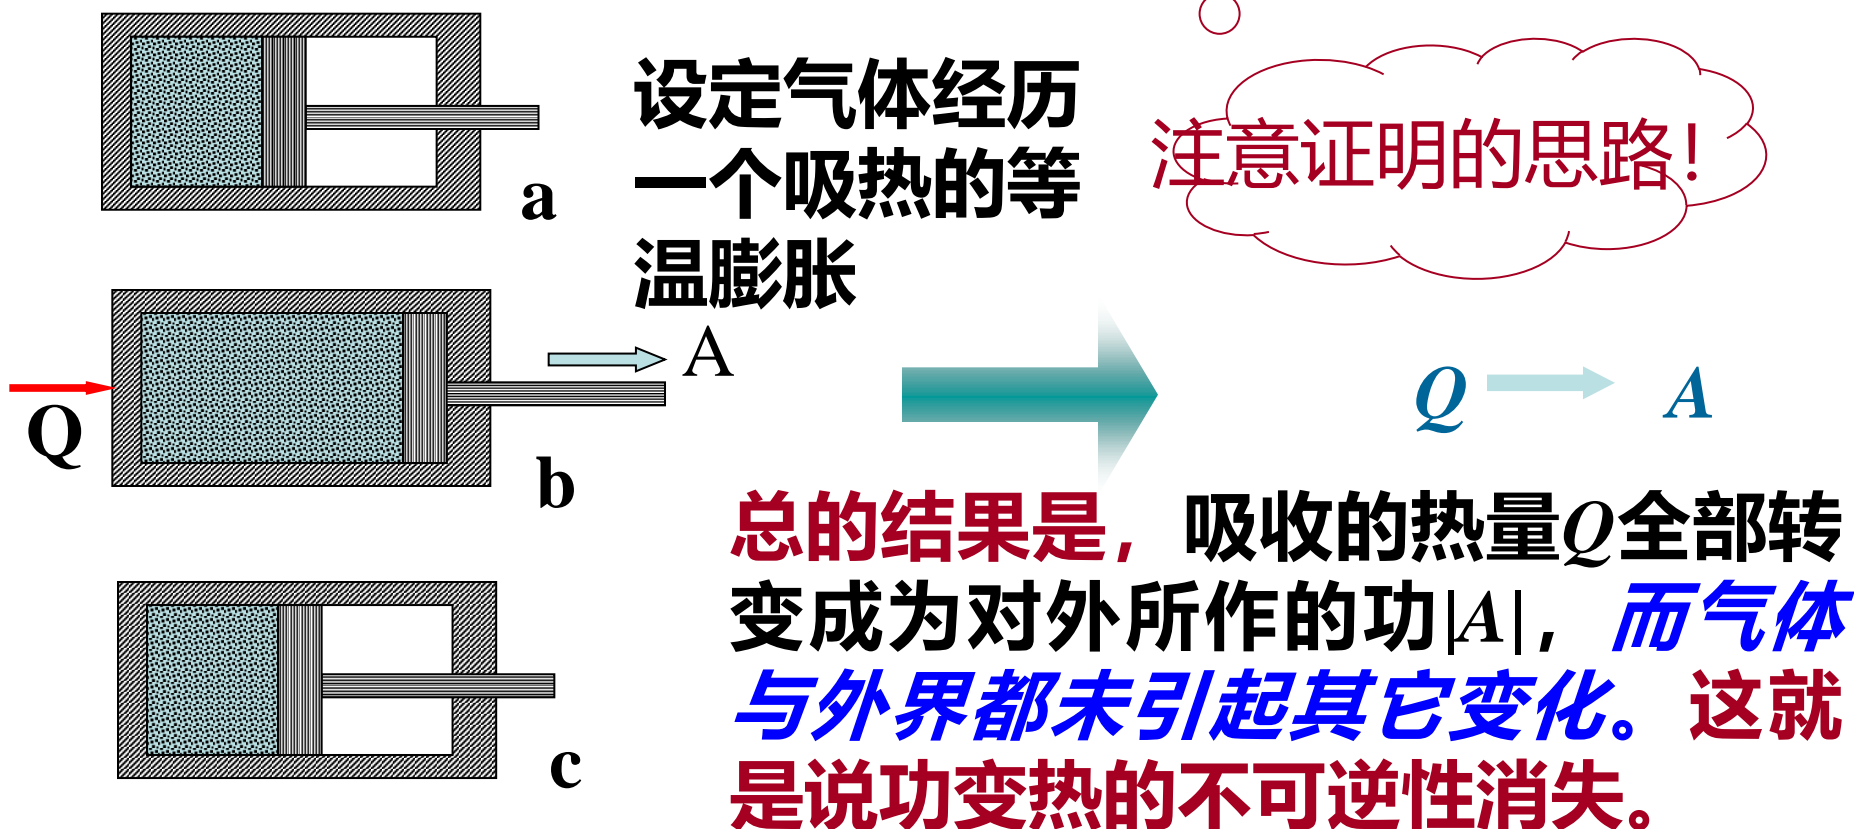 a
设定气体经历
一个吸热的等
温膨胀
注意证明的思路！
Q
A
b
Q A
总的结果是，吸收的热量Q全部转
变成为对外所作的功|A|，而气体
与外界都未引起其它变化。这就
是说功变热的不可逆性消失。
c